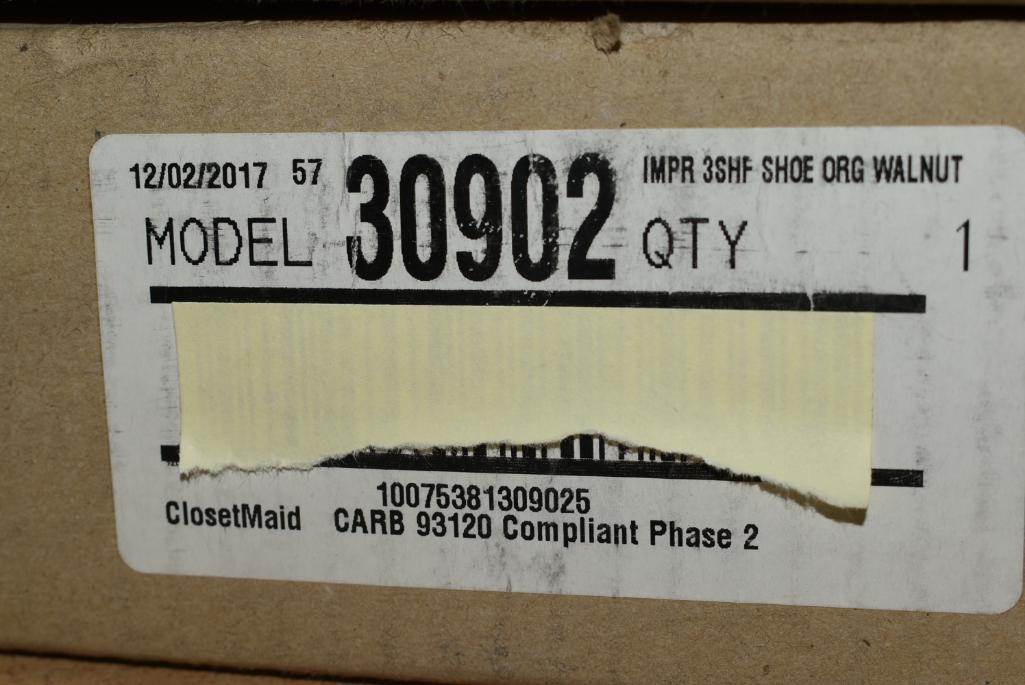 12/02/2017 57 30902 IMPR 3SHF SHOE ORG WALNUT
MODEL QTY 1
10075381309025
ClosetMaid CARB 93120 Compliant Phase 2